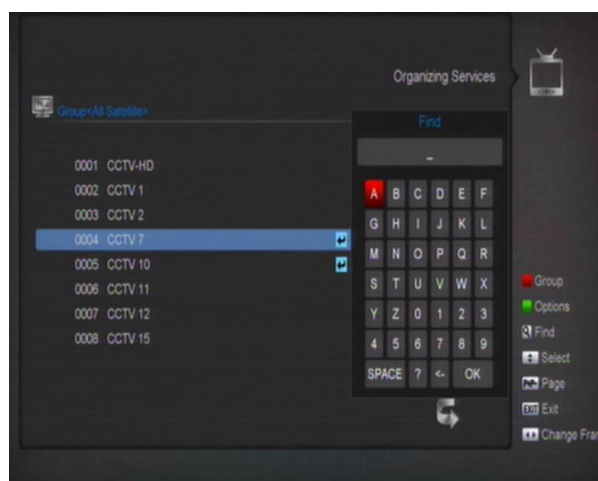 Organizing Services
Group<All Satellite>
Find
_
0001 CCTV-HD
0002 CCTV 1
0003 CCTV 2
0004 CCTV 7
0005 CCTV 10
0006 CCTV 11
0007 CCTV 12
0008 CCTV 15
A B C D E F
G H I J K L
M N O P Q R
S T U V W X
Y Z 0 1 2 3
4 5 6 7 8 9
SPACE ? <- OK
Group
Options
Find
Select
Page
EXIT Exit
Change Fra